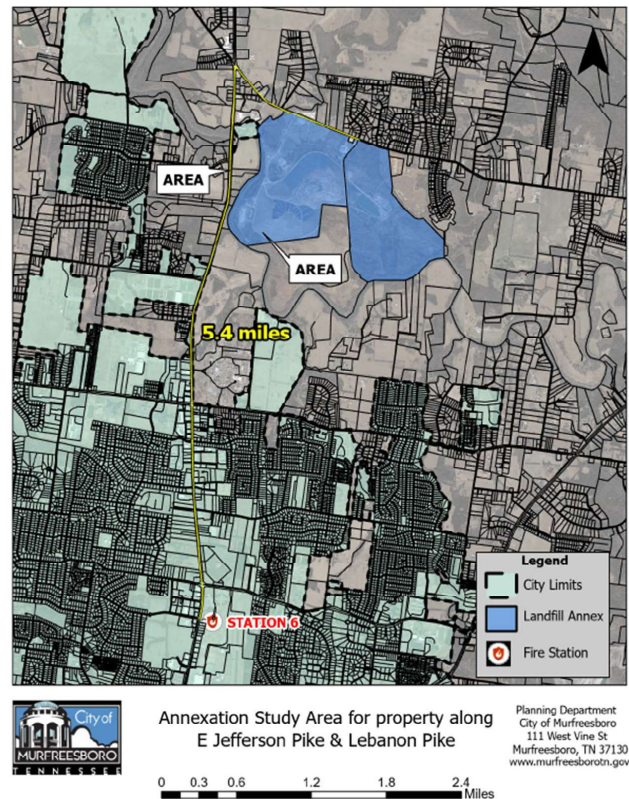 AREA
AREA
5.4 miles
STATION 6
Legend
City Limits
Landfill Annex
Fire Station
City of
MURFREESBORO
TENNESSEE
Annexation Study Area for property along
E Jefferson Pike & Lebanon Pike
Planning Department
City of Murfreesboro
111 West Vine St
Murfreesboro, TN 37130
www.murfreesborotn.gov
0 0.3 0.6 1.2 1.8 2.4
Miles